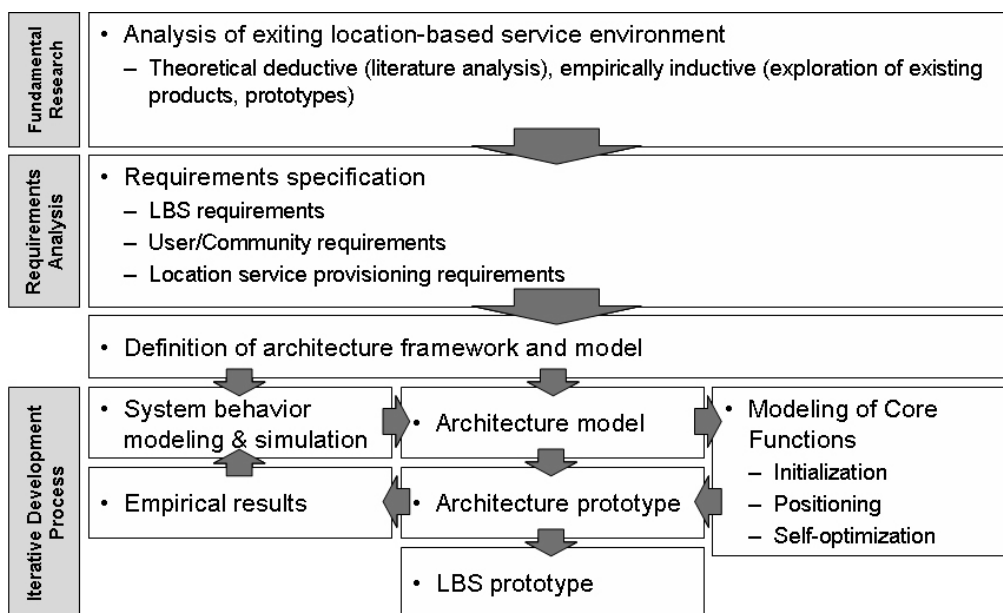 Fundamental
Research
• Analysis of exiting location-based service environment
– Theoretical deductive (literature analysis), empirically inductive (exploration of existing
products, prototypes)
Requirements
Analysis
• Requirements specification
– LBS requirements
– User/Community requirements
– Location service provisioning requirements
• Definition of architecture framework and model
Iterative Development
Process
• System behavior
modeling & simulation
• Architecture model
• Modeling of Core
Functions
– Initialization
– Positioning
– Self-optimization
• Empirical results
• Architecture prototype
• LBS prototype